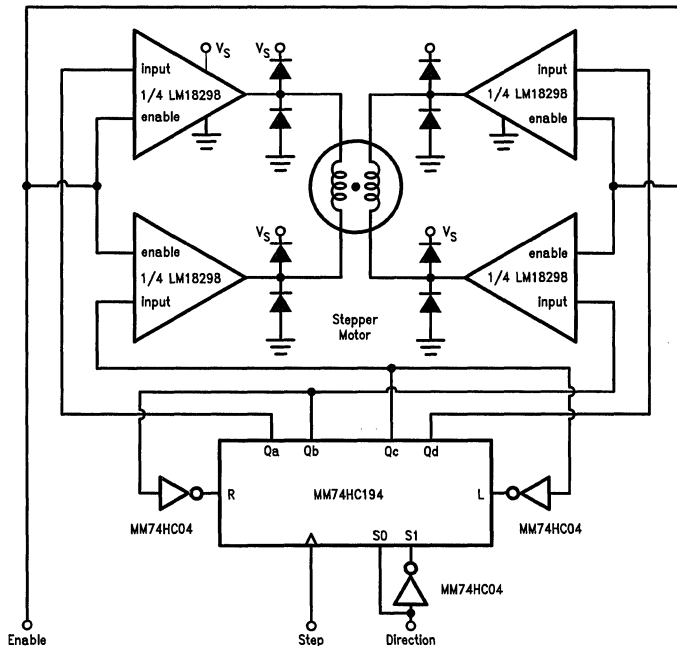 V_S V_S
input input
1/4 LM18298 1/4 LM18298
enable enable
V_S V_S
enable enable
1/4 LM18298 1/4 LM18298
input input
Stepper
Motor
Qa Qb Qc Qd
R MM74HC194 L
MM74HC04 MM74HC04
S0 S1
MM74HC04
Enable Step Direction